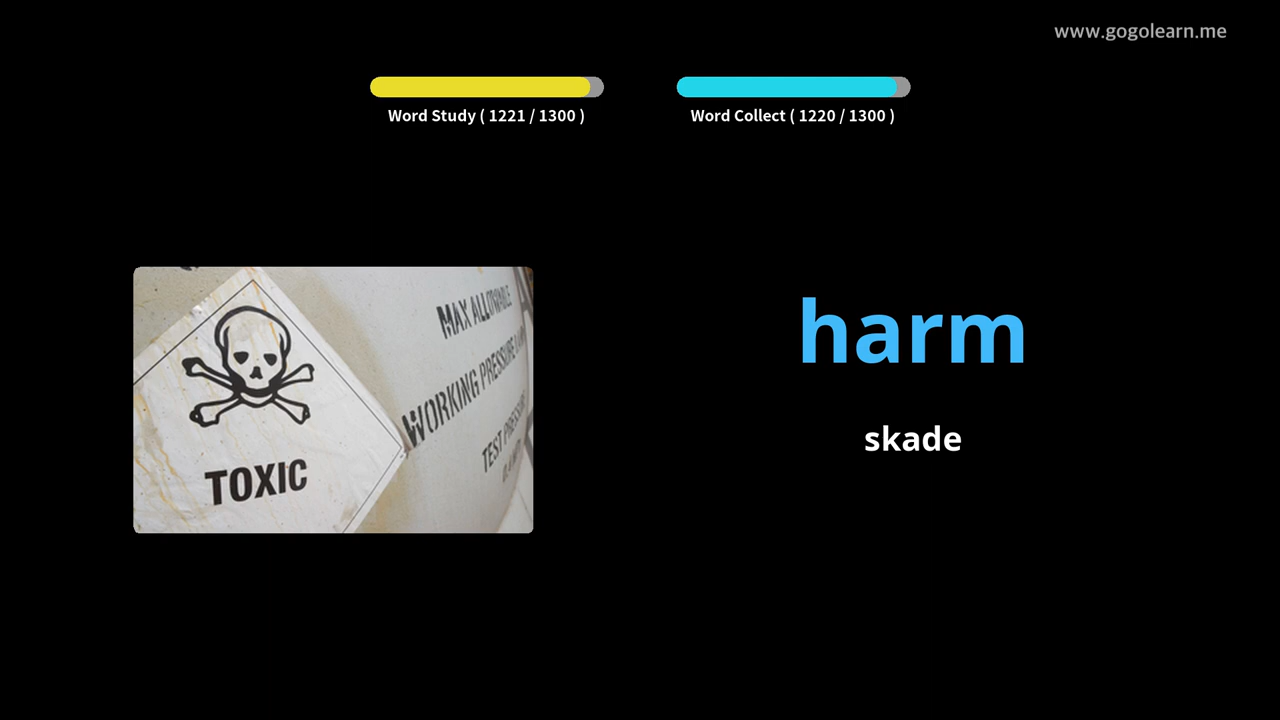 www.gogolearn.me
Word Study ( 1221 / 1300 )
Word Collect ( 1220 / 1300 )
harm
skade
TOXIC
MAX ALLOWABLE
WORKING PRESSURE
TEST PRESSURE